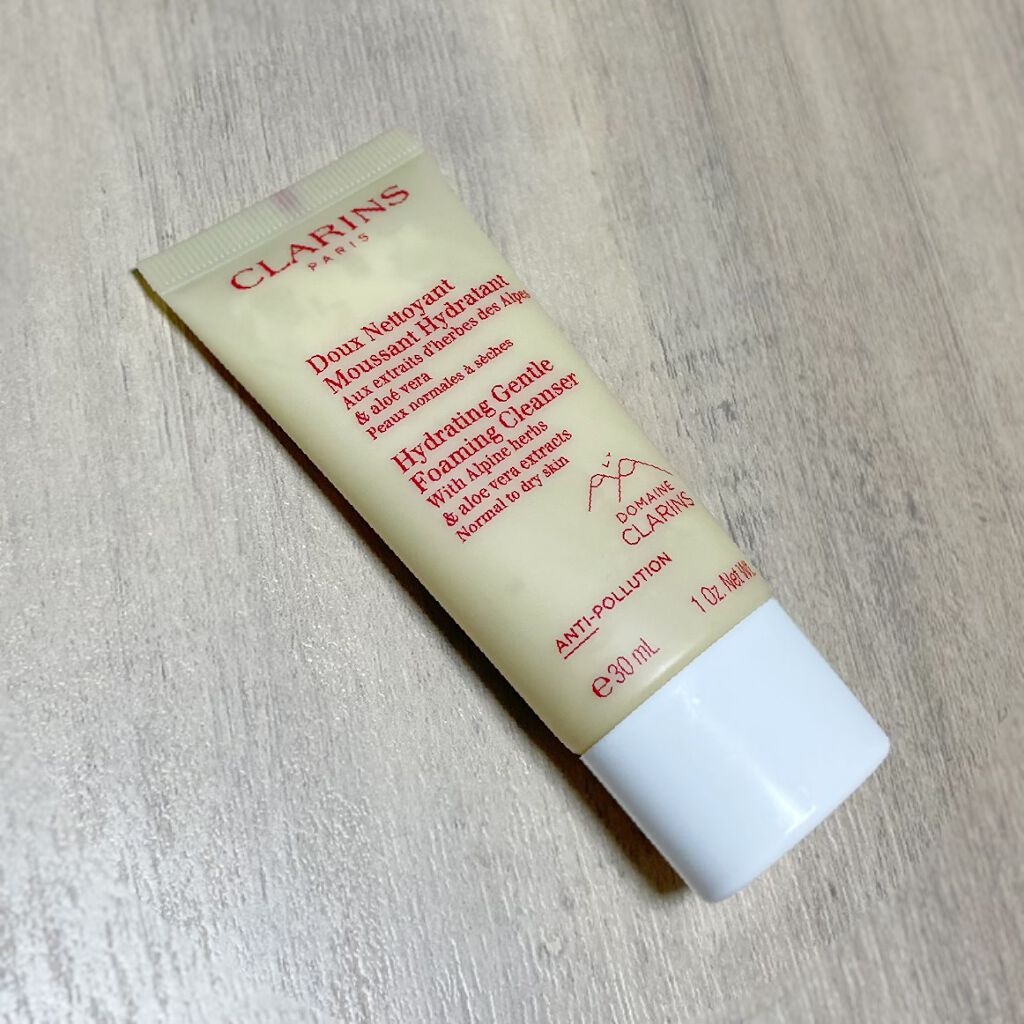 CLARINS
PARIS
Doux Nettoyant
Moussant Hydratant
Aux extraits d'herbes des Alpes
& aloé vera
Peaux normales à sèches
Hydrating Gentle
Foaming Cleanser
With Alpine herbs
& aloe vera extracts
Normal to dry skin
DOMAINE
CLARINS
ANTI-POLLUTION
℮30 mL
1 Oz. Net Wt.